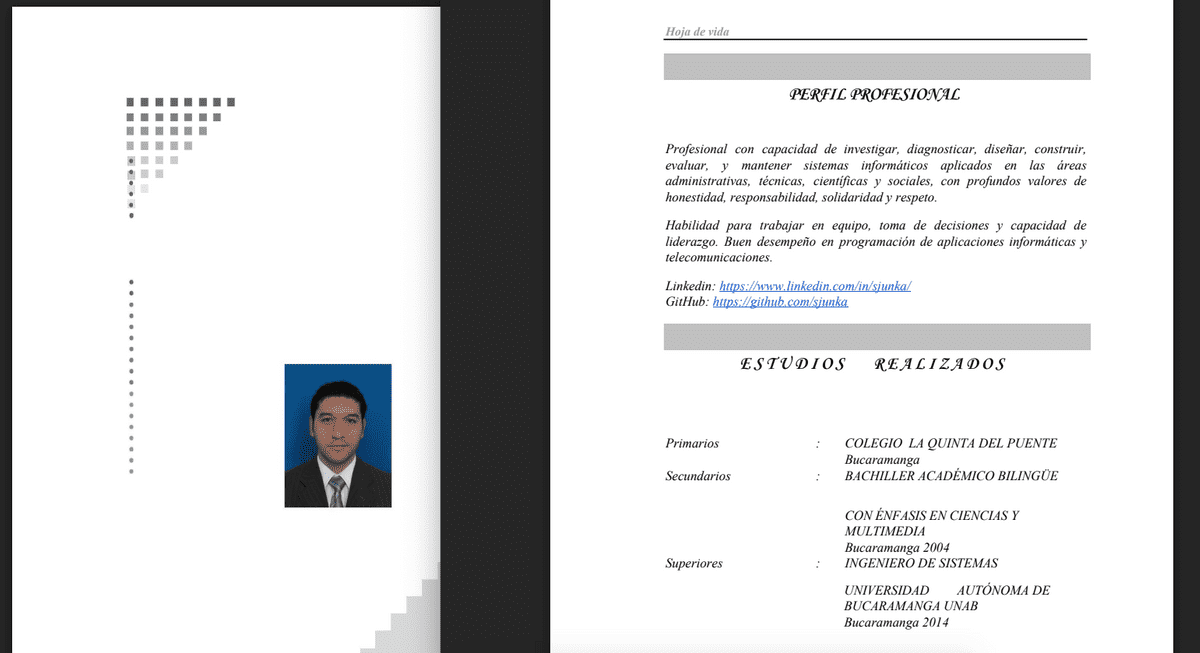 Hoja de vida
PERFIL PROFESIONAL
Profesional con capacidad de investigar, diagnosticar, diseñar, construir,
evaluar, y mantener sistemas informáticos aplicados en las áreas
administrativas, técnicas, científicas y sociales, con profundos valores de
honestidad, responsabilidad, solidaridad y respeto.
Habilidad para trabajar en equipo, toma de decisiones y capacidad de
liderazgo. Buen desempeño en programación de aplicaciones informáticas y
telecomunicaciones.
Linkedin: https://www.linkedin.com/in/sjunka/
GitHub: https://github.com/sjunka
ESTUDIOS REALIZADOS
Primarios : COLEGIO LA QUINTA DEL PUENTE
Bucaramanga
Secundarios : BACHILLER ACADÉMICO BILINGÜE
CON ÉNFASIS EN CIENCIAS Y
MULTIMEDIA
Bucaramanga 2004
Superiores : INGENIERO DE SISTEMAS
UNIVERSIDAD AUTÓNOMA DE
BUCARAMANGA UNAB
Bucaramanga 2014